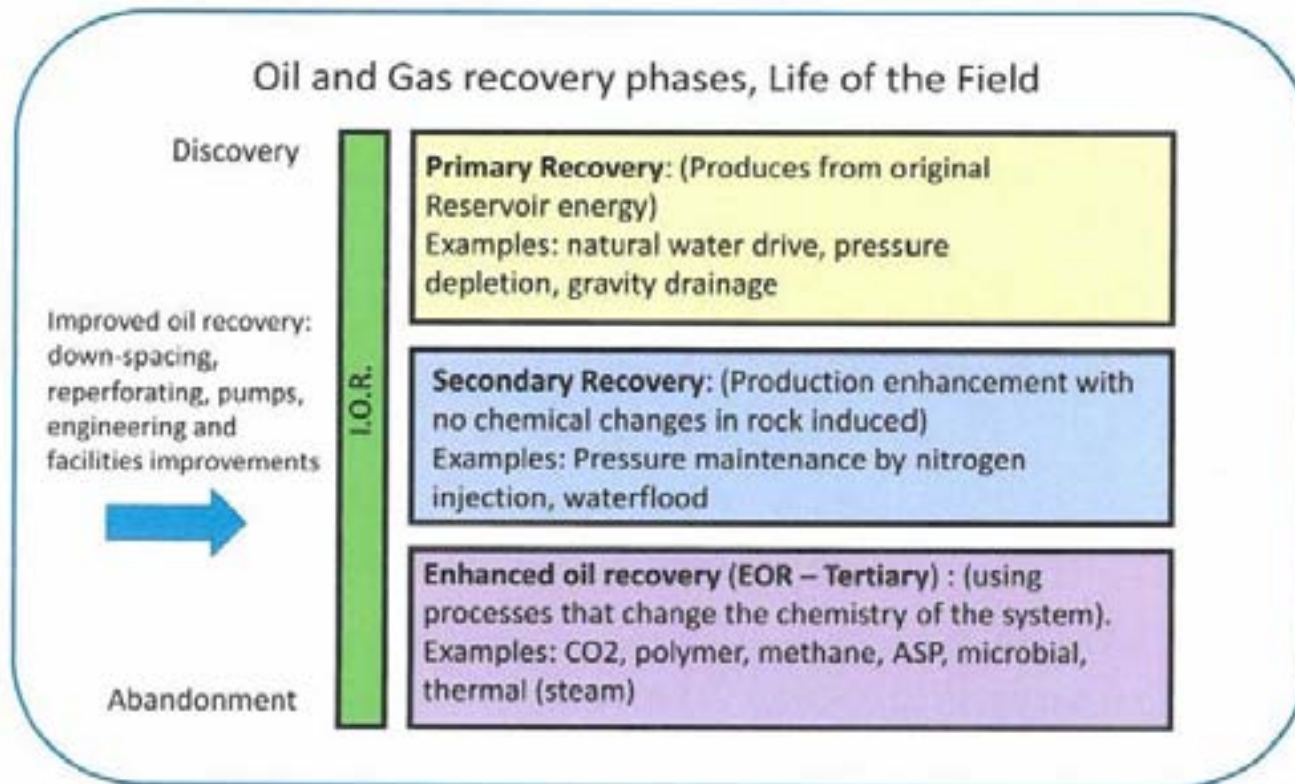 Oil and Gas recovery phases, Life of the Field
Discovery
Improved oil recovery:
down-spacing,
reperforating, pumps,
engineering and
facilities improvements
Abandonment
I.O.R.
Primary Recovery: (Produces from original
Reservoir energy)
Examples: natural water drive, pressure
depletion, gravity drainage
Secondary Recovery: (Production enhancement with
no chemical changes in rock induced)
Examples: Pressure maintenance by nitrogen
injection, waterflood
Enhanced oil recovery (EOR – Tertiary) : (using
processes that change the chemistry of the system).
Examples: CO2, polymer, methane, ASP, microbial,
thermal (steam)